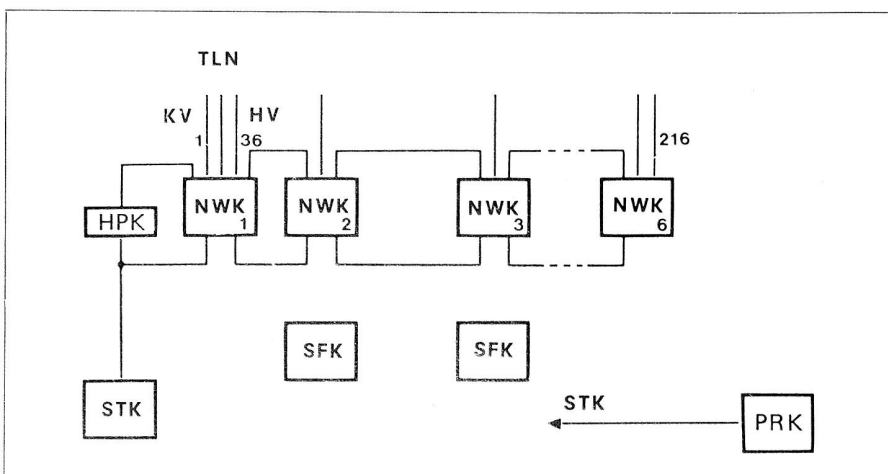 TLN
KV HV
1 36 216
HPK NWK 1 NWK 2 NWK 3 NWK 6
SFK SFK
STK STK PRK